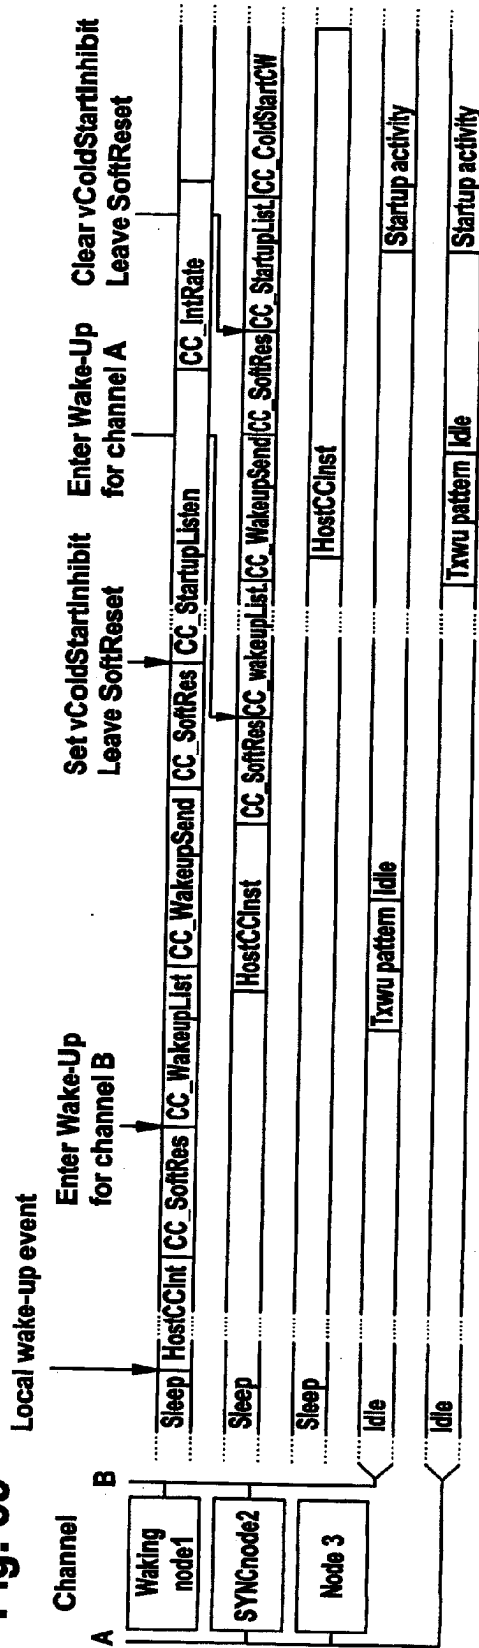 Channel
Local wake-up event
Enter Wake-Up
for channel B
Set vColdStartInhibit
Leave SoftReset
Enter Wake-Up
for channel A
Clear vColdStartInhibit
Leave SoftReset
A
B
Waking
node1
Sleep HostCCInt CC_SoftRes CC_WakeupList CC_WakeupSend CC_SoftRes CC_StartupListen CC_IntRate
SYNCnode2
Sleep HostCCInst CC_SoftRes CC_wakeupList CC_WakeupSend CC_SoftRes CC_StartupList CC_ColdStartCW
Node 3
Sleep HostCCInst
Idle Txwu pattern Idle Startup activity
Idle Txwu pattern Idle Startup activity